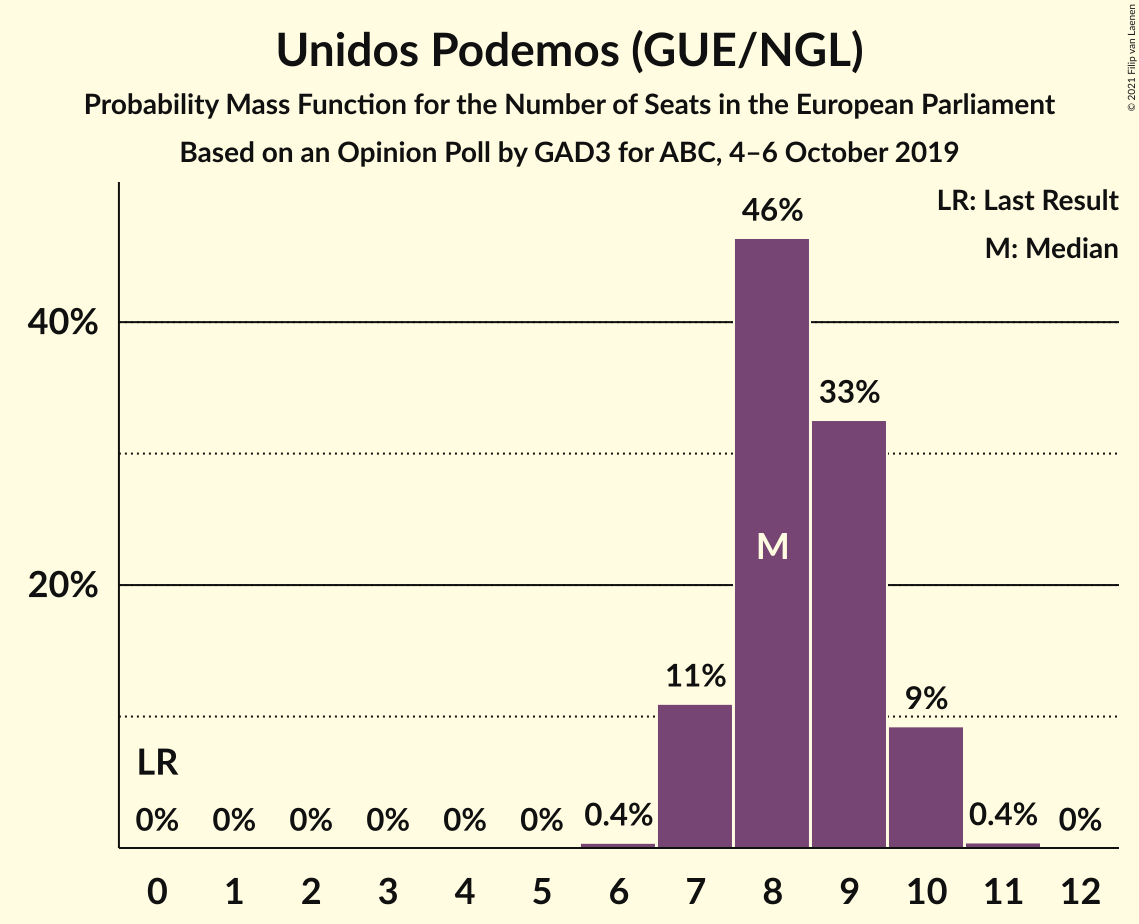 Unidos Podemos (GUE/NGL)
Probability Mass Function for the Number of Seats in the European Parliament
Based on an Opinion Poll by GAD3 for ABC, 4–6 October 2019
© 2021 Filip van Laenen
LR: Last Result
M: Median
46%
40%
33%
M
20%
11%
9%
LR
0% 0% 0% 0% 0% 0% 0.4% 0.4% 0%
0 1 2 3 4 5 6 7 8 9 10 11 12